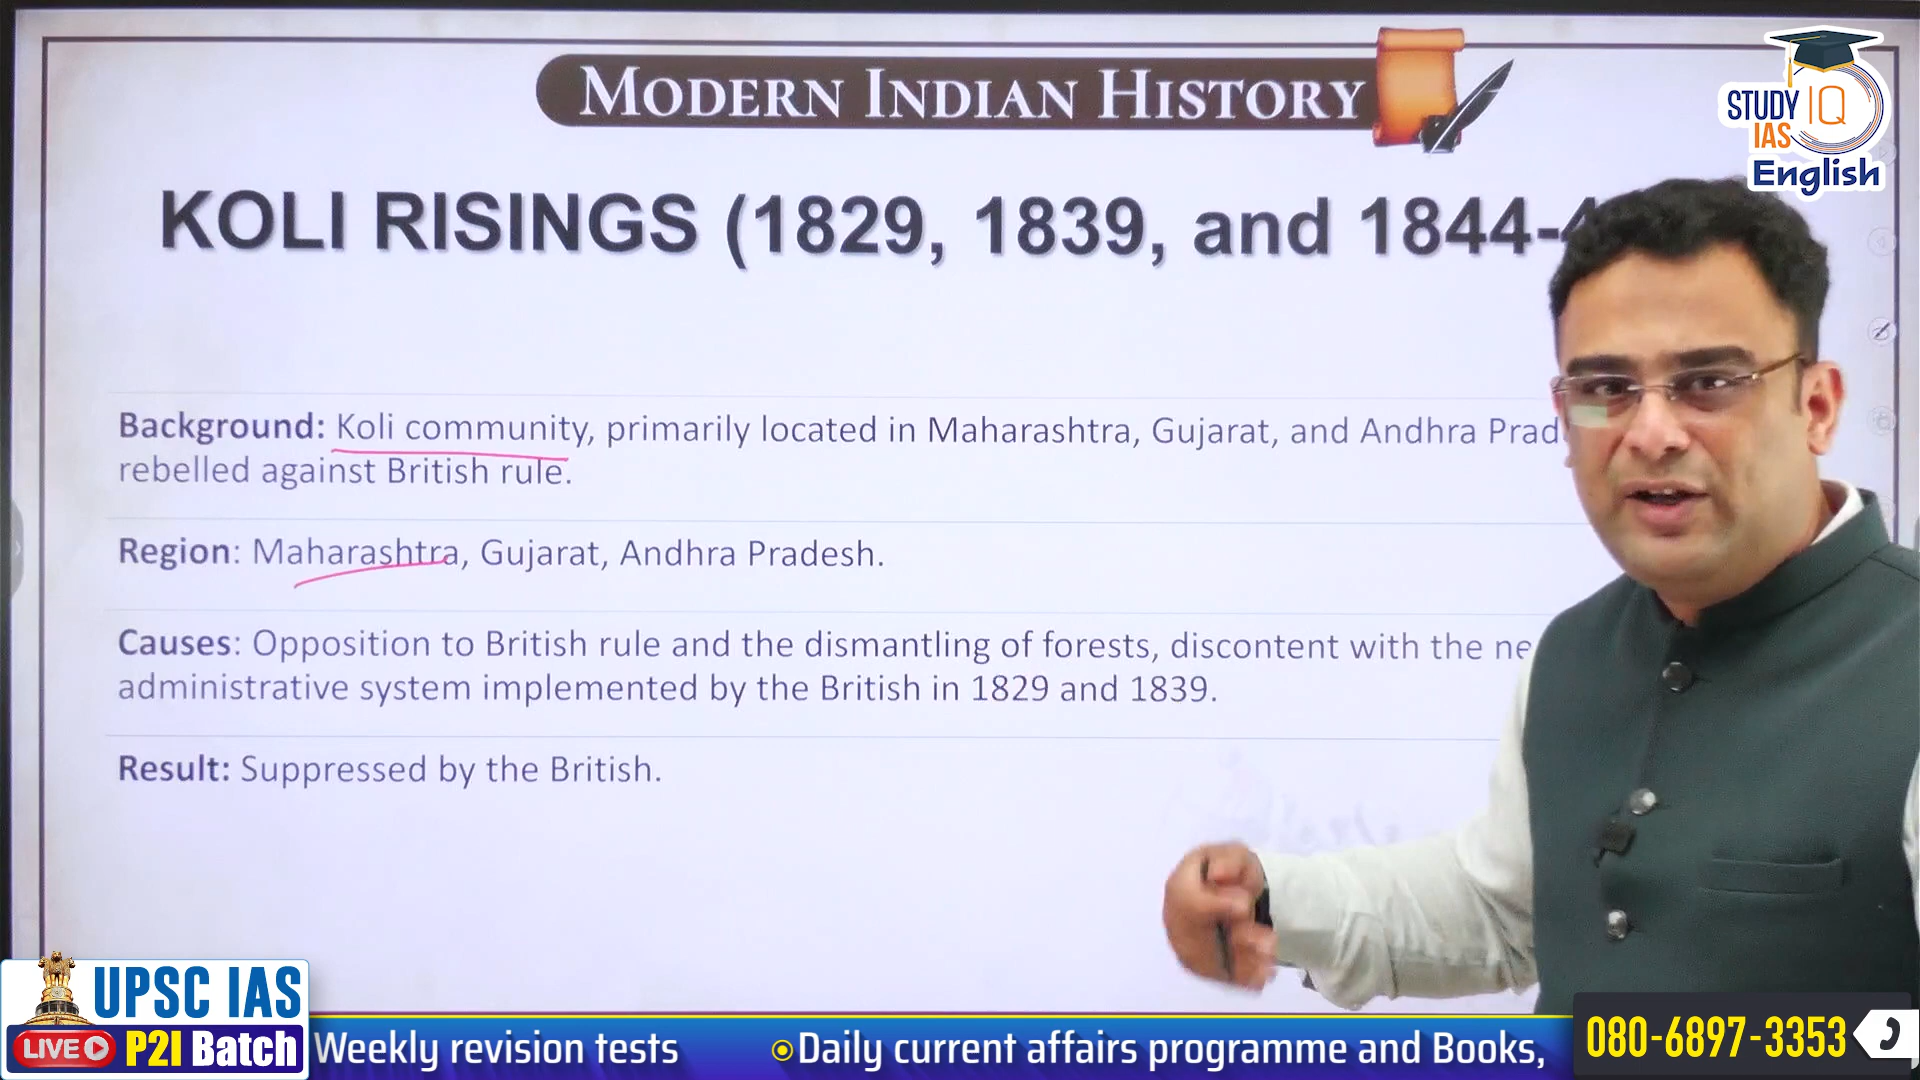 MODERN INDIAN HISTORY
STUDY IQ
IAS
English
KOLI RISINGS (1829, 1839, and 1844-
Background: Koli community, primarily located in Maharashtra, Gujarat, and Andhra Prad
rebelled against British rule.
Region: Maharashtra, Gujarat, Andhra Pradesh.
Causes: Opposition to British rule and the dismantling of forests, discontent with the ne
administrative system implemented by the British in 1829 and 1839.
Result: Suppressed by the British.
UPSC IAS
LIVE P2I Batch
Weekly revision tests
Daily current affairs programme and Books,
080-6897-3353